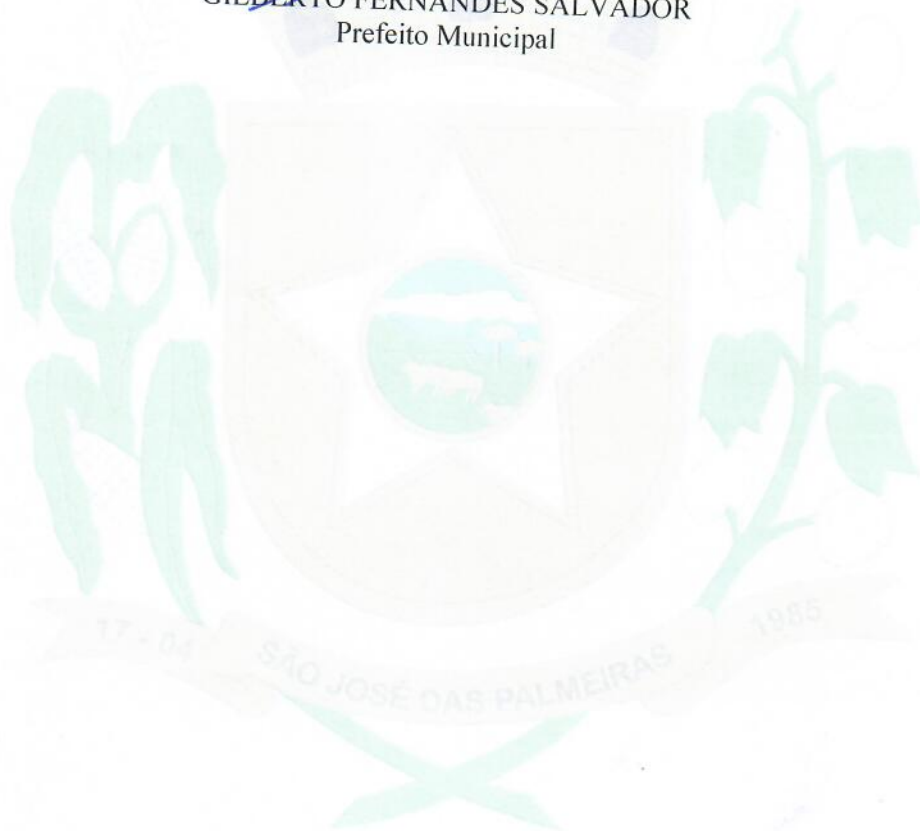 GILBERTO FERNANDES SALVADOR
Prefeito Municipal
17 - 04 SÃO JOSÉ DAS PALMEIRAS 1985